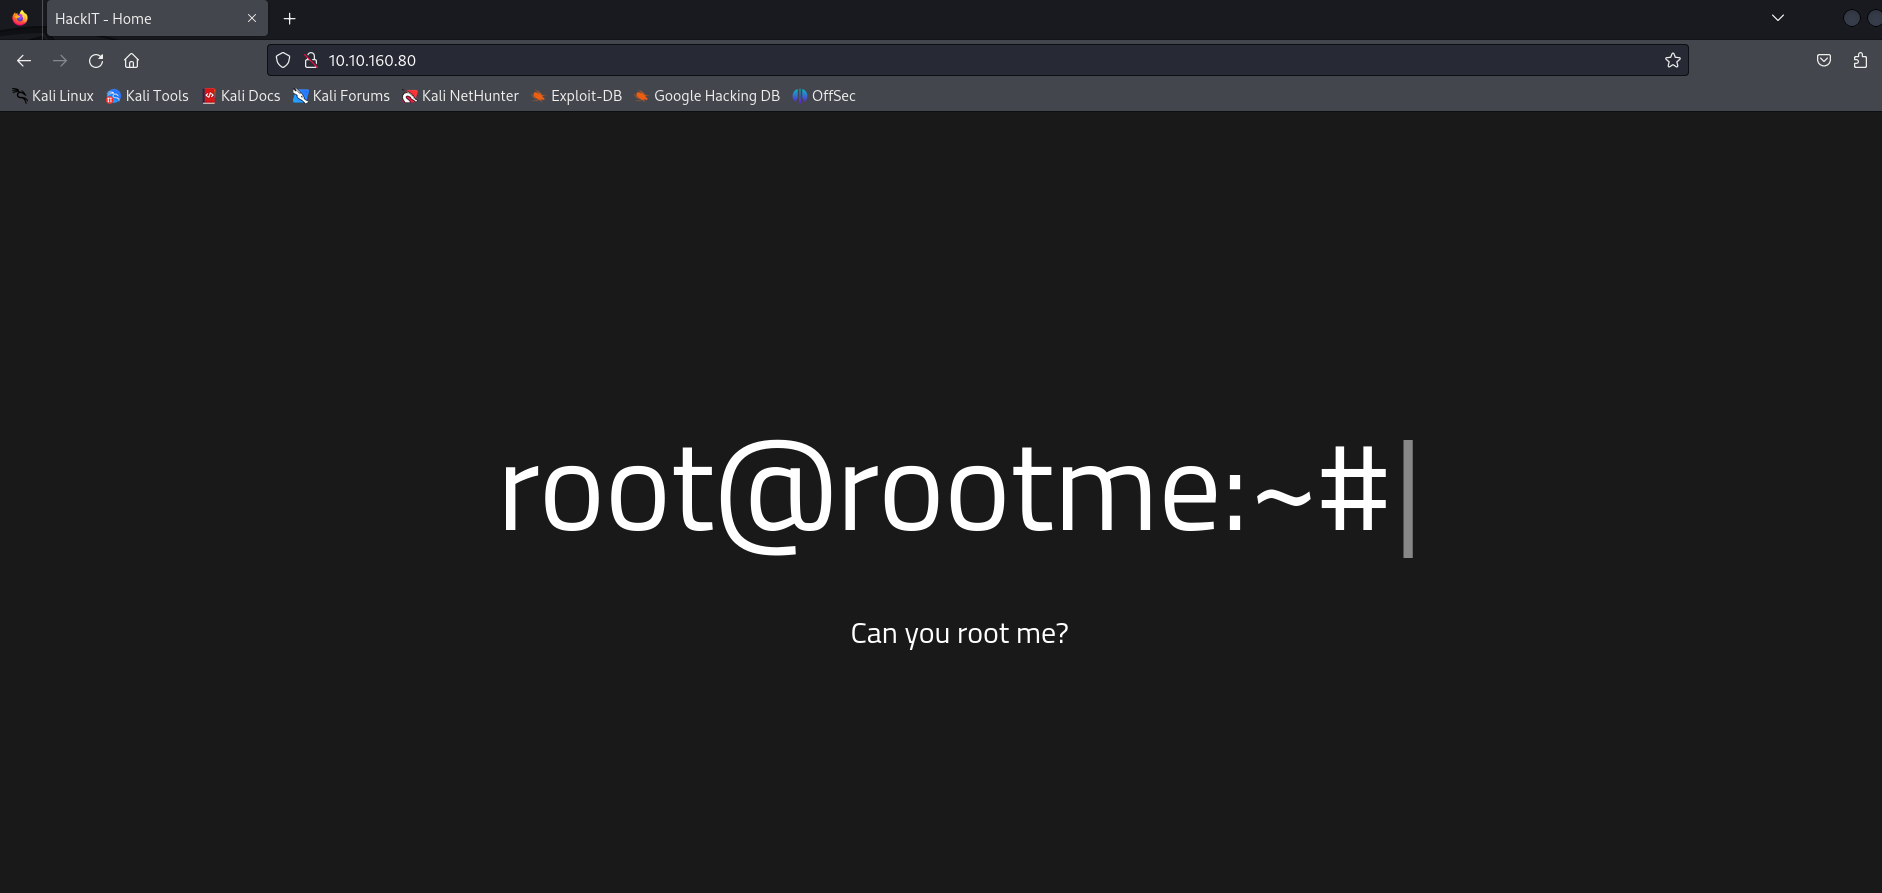 HackIT - Home
10.10.160.80
Kali Linux Kali Tools Kali Docs Kali Forums Kali NetHunter Exploit-DB Google Hacking DB OffSec
root@rootme:~#
Can you root me?